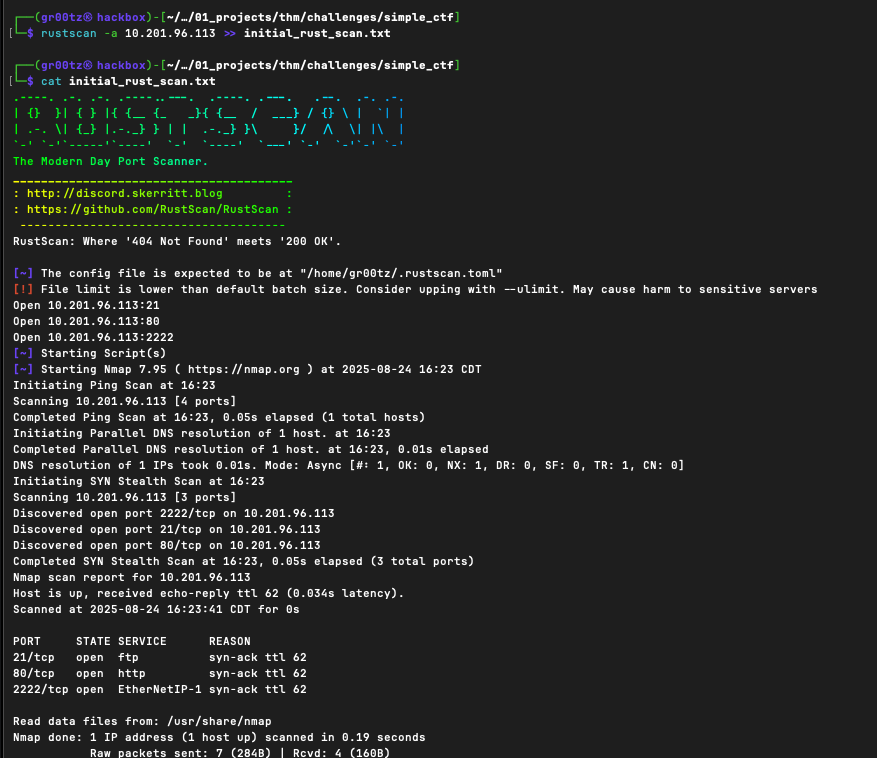 ┌──(gr00tz㉿hackbox)-[~/…/01_projects/thm/challenges/simple_ctf]
└─$ rustscan -a 10.201.96.113 >> initial_rust_scan.txt

┌──(gr00tz㉿hackbox)-[~/…/01_projects/thm/challenges/simple_ctf]
└─$ cat initial_rust_scan.txt
.----. .-. .-. .----..---.  .----. .---.   .--.  .-. .-.
| {}  }| { } |{ {__ {_   _}{ {__  /  ___} / {} \ |  `| |
| .-. \| {_} |.-._} } | |  .-._} }\     }/  /\  \| |\  |
`-' `-'`-----'`----'  `-'  `----'  `---' `-'  `-'`-' `-'
The Modern Day Port Scanner.
________________________________________
: http://discord.skerritt.blog         :
: https://github.com/RustScan/RustScan :
 --------------------------------------
RustScan: Where '404 Not Found' meets '200 OK'.

[~] The config file is expected to be at "/home/gr00tz/.rustscan.toml"
[!] File limit is lower than default batch size. Consider upping with --ulimit. May cause harm to sensitive servers
Open 10.201.96.113:21
Open 10.201.96.113:80
Open 10.201.96.113:2222
[~] Starting Script(s)
[~] Starting Nmap 7.95 ( https://nmap.org ) at 2025-08-24 16:23 CDT
Initiating Ping Scan at 16:23
Scanning 10.201.96.113 [4 ports]
Completed Ping Scan at 16:23, 0.05s elapsed (1 total hosts)
Initiating Parallel DNS resolution of 1 host. at 16:23
Completed Parallel DNS resolution of 1 host. at 16:23, 0.01s elapsed
DNS resolution of 1 IPs took 0.01s. Mode: Async [#: 1, OK: 0, NX: 1, DR: 0, SF: 0, TR: 1, CN: 0]
Initiating SYN Stealth Scan at 16:23
Scanning 10.201.96.113 [3 ports]
Discovered open port 2222/tcp on 10.201.96.113
Discovered open port 21/tcp on 10.201.96.113
Discovered open port 80/tcp on 10.201.96.113
Completed SYN Stealth Scan at 16:23, 0.05s elapsed (3 total ports)
Nmap scan report for 10.201.96.113
Host is up, received echo-reply ttl 62 (0.034s latency).
Scanned at 2025-08-24 16:23:41 CDT for 0s

PORT     STATE SERVICE      REASON
21/tcp   open  ftp          syn-ack ttl 62
80/tcp   open  http         syn-ack ttl 62
2222/tcp open  EtherNetIP-1 syn-ack ttl 62

Read data files from: /usr/share/nmap
Nmap done: 1 IP address (1 host up) scanned in 0.19 seconds
           Raw packets sent: 7 (284B) | Rcvd: 4 (160B)